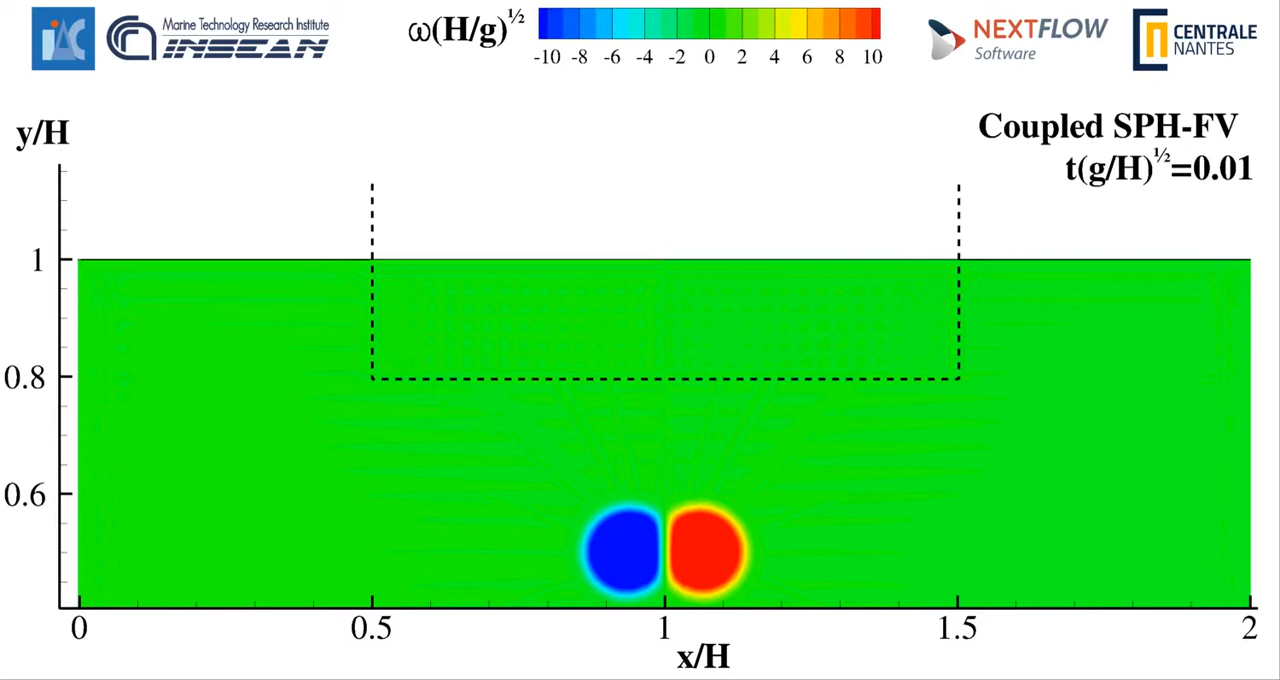 iAC
Marine Technology Research Institute
INSEAN
ω(H/g)^½
-10 -8 -6 -4 -2 0 2 4 6 8 10
NEXTFLOW
Software
CENTRALE
NANTES
y/H
Coupled SPH-FV
t(g/H)^½=0.01
1
0.8
0.6
0 0.5 1 1.5 2
x/H